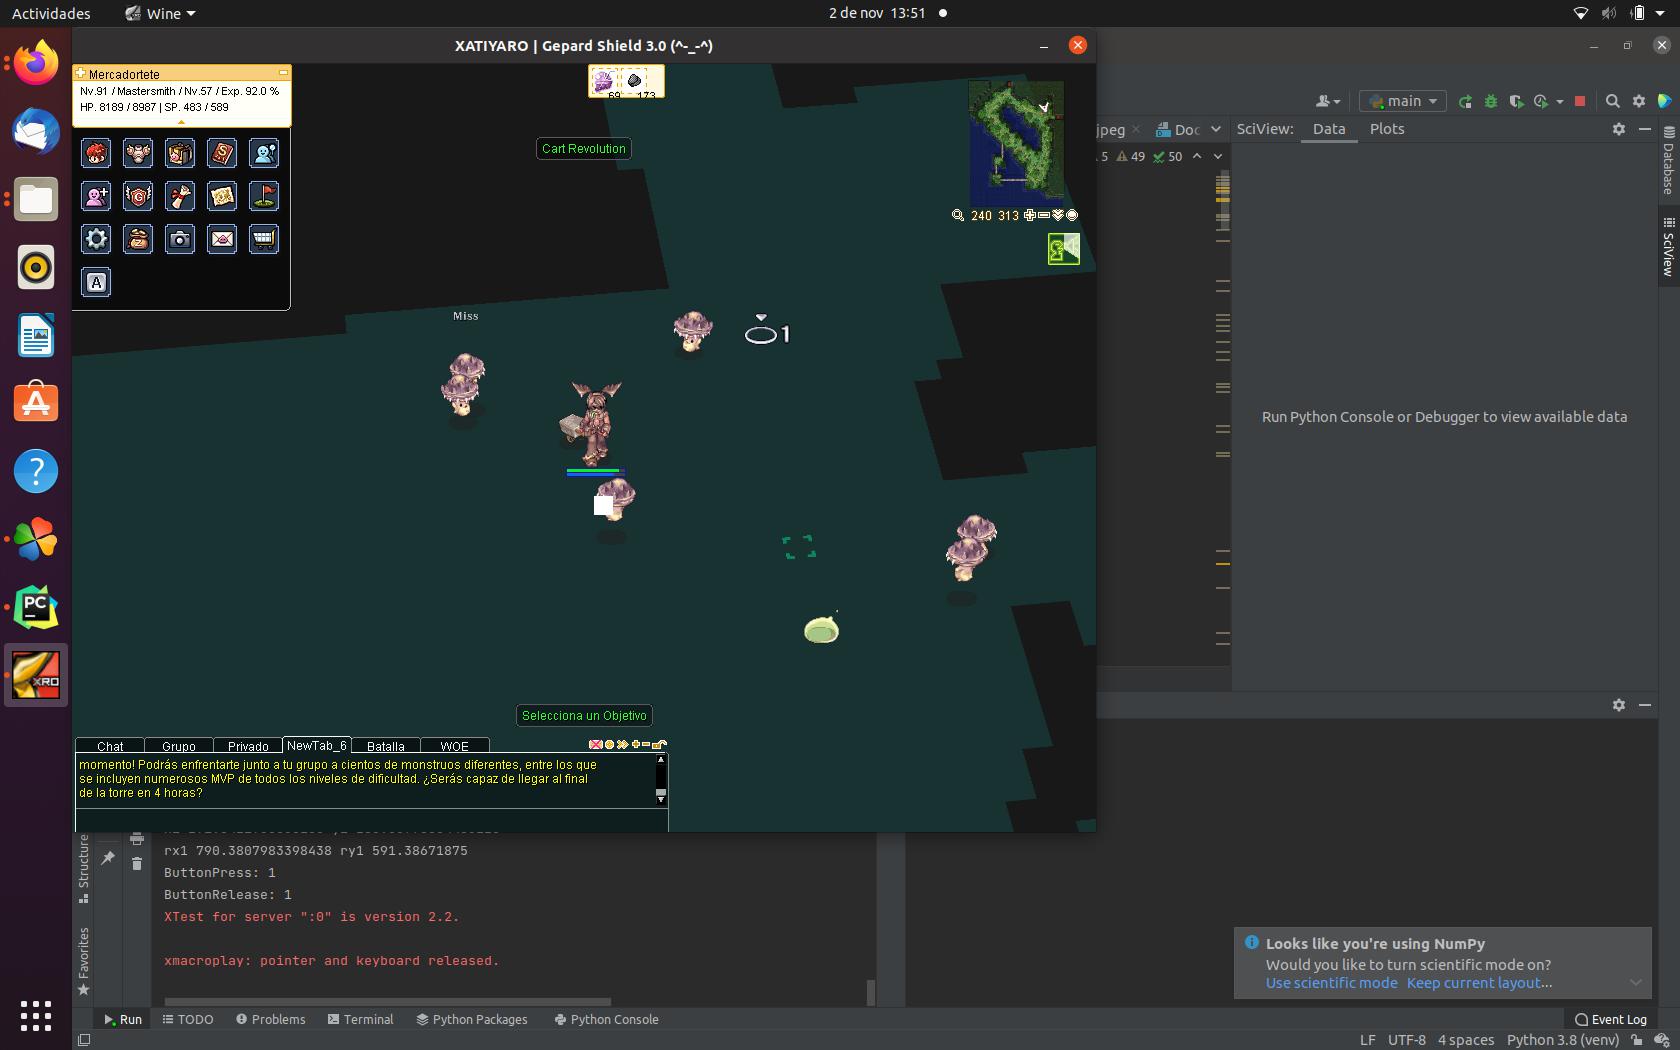 Actividades
Wine
2 de nov 13:51
XATIYARO | Gepard Shield 3.0 (^-_-^)
Mercadortete
Nv.91 / Mastersmith / Nv.57 / Exp. 92.0 %
HP. 8189 / 8987 | SP. 483 / 589
69 173
Cart Revolution
240 313
A
Miss
1
Selecciona un Objetivo
Chat Grupo Privado NewTab_6 Batalla WOE
momento! Podrás enfrentarte junto a tu grupo a cientos de monstruos diferentes, entre los que
se incluyen numerosos MVP de todos los niveles de dificultad. ¿Serás capaz de llegar al final
de la torre en 4 horas?
main
jpeg
Doc
SciView: Data Plots
5 49 50
Database
SciView
Run Python Console or Debugger to view available data
rx1 790.3807983398438 ry1 591.38671875
ButtonPress: 1
ButtonRelease: 1
XTest for server ":0" is version 2.2.
xmacroplay: pointer and keyboard released.
Structure
Favorites
Looks like you're using NumPy
Would you like to turn scientific mode on?
Use scientific mode Keep current layout...
Run TODO Problems Terminal Python Packages Python Console
Event Log
LF UTF-8 4 spaces Python 3.8 (venv)
PC
XRO